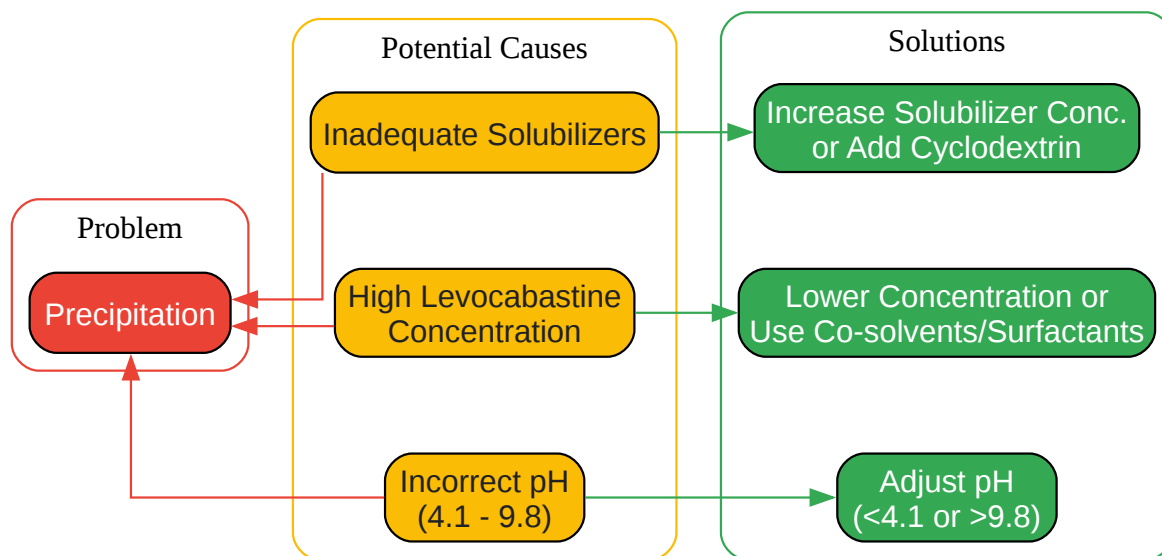 Potential Causes
Solutions
Inadequate Solubilizers
Increase Solubilizer Conc.
or Add Cyclodextrin
Problem
Precipitation
High Levocabastine
Concentration
Lower Concentration or
Use Co-solvents/Surfactants
Incorrect pH
(4.1 - 9.8)
Adjust pH
(<4.1 or >9.8)